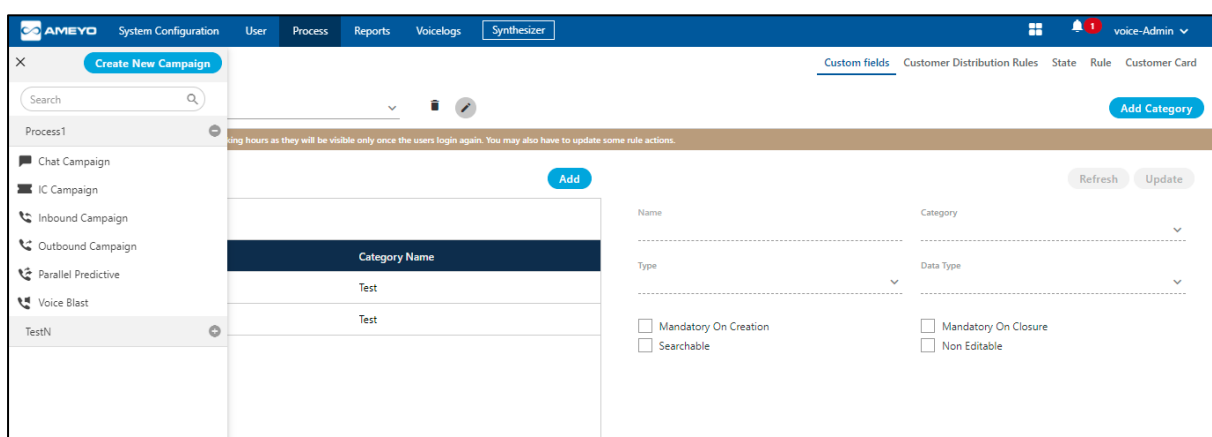 AMEYO System Configuration User Process Reports Voicelogs Synthesizer 1 voice-Admin
Create New Campaign
Custom fields Customer Distribution Rules State Rule Customer Card
Search
Add Category
Process1
hours as they will be visible only once the users login again. You may also have to update some rule actions.
Chat Campaign
Add
Refresh Update
IC Campaign
Inbound Campaign
Name Category
Outbound Campaign
Category Name
Parallel Predictive
Type Data Type
Voice Blast
Test
TestN
Test
Mandatory On Creation Mandatory On Closure
Searchable Non Editable